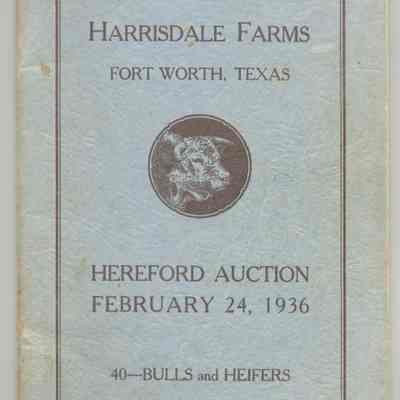 HARRISDALE FARMS
FORT WORTH, TEXAS
HEREFORD AUCTION
FEBRUARY 24, 1936
40—BULLS and HEIFERS